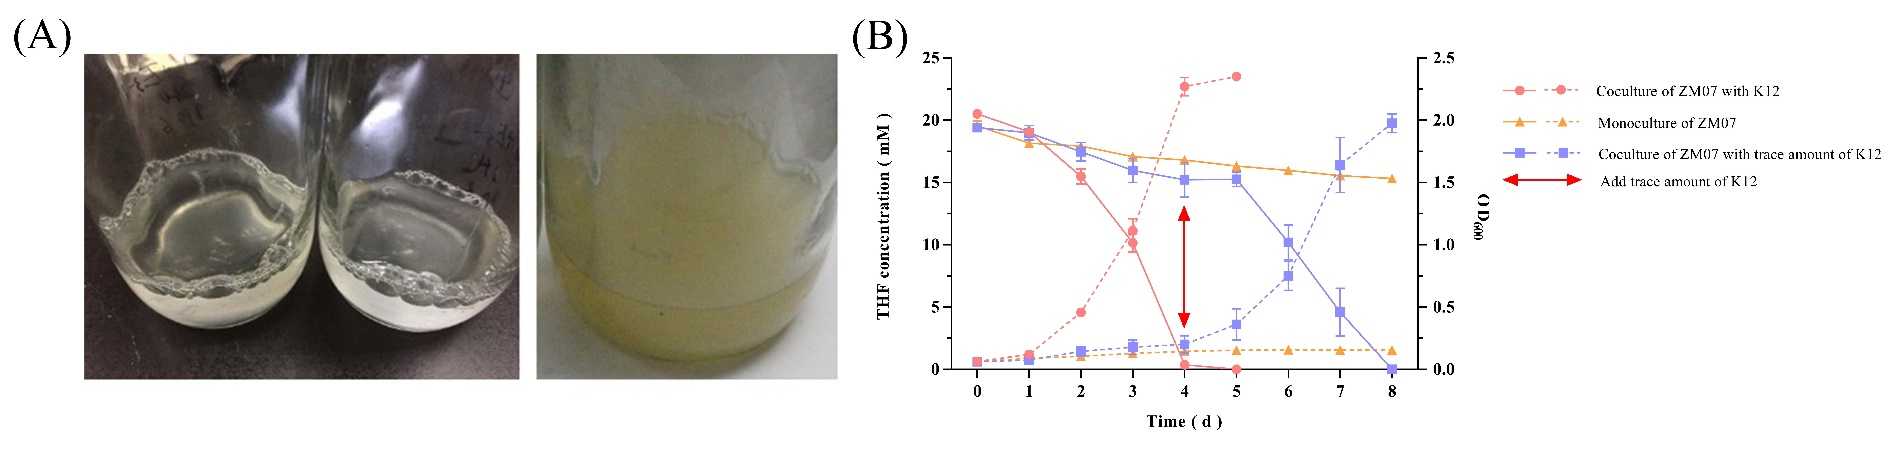 (A)
(B)
25
20
15
10
5
0
THF concentration ( mM )
2.5
2.0
1.5
1.0
0.5
0.0
OD600
0 1 2 3 4 5 6 7 8
Time ( d )
Coculture of ZM07 with K12
Monoculture of ZM07
Coculture of ZM07 with trace amount of K12
Add trace amount of K12